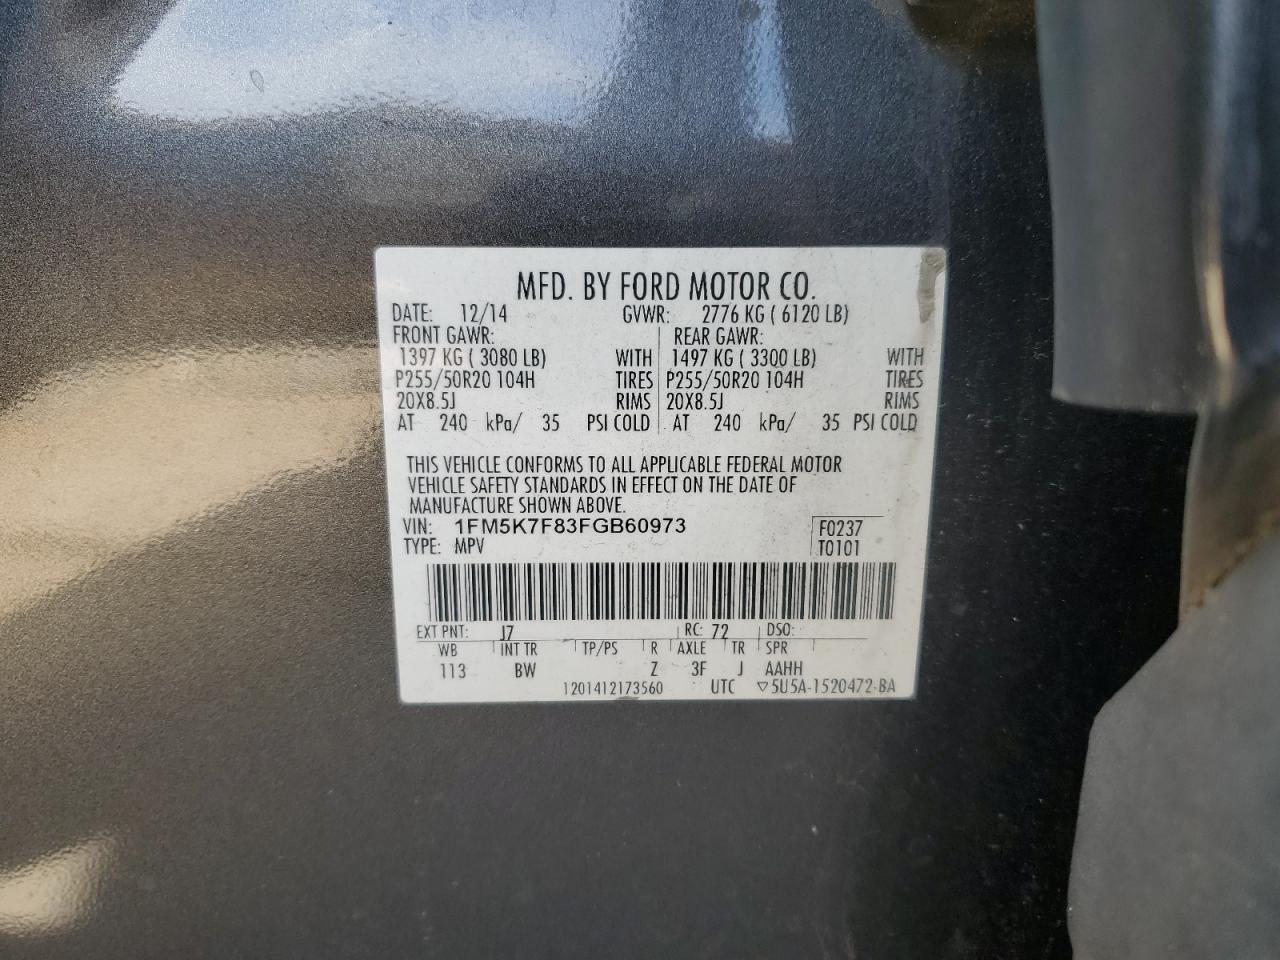 MFD. BY FORD MOTOR CO.
DATE: 12/14 GVWR: 2776 KG ( 6120 LB)
FRONT GAWR: REAR GAWR:
1397 KG ( 3080 LB) WITH 1497 KG ( 3300 LB) WITH
P255/50R20 104H TIRES P255/50R20 104H TIRES
20X8.5J RIMS 20X8.5J RIMS
AT 240 kPa/ 35 PSI COLD AT 240 kPa/ 35 PSI COLD
THIS VEHICLE CONFORMS TO ALL APPLICABLE FEDERAL MOTOR
VEHICLE SAFETY STANDARDS IN EFFECT ON THE DATE OF
MANUFACTURE SHOWN ABOVE.
VIN: 1FM5K7F83FGB60973 F0237
TYPE: MPV T0101
EXT PNT: J7 RC: 72 DSO:
WB INT TR TP/PS R AXLE TR SPR
113 BW Z 3F J AAHH
1201412173560 UTC ▽5U5A-1520472-BA